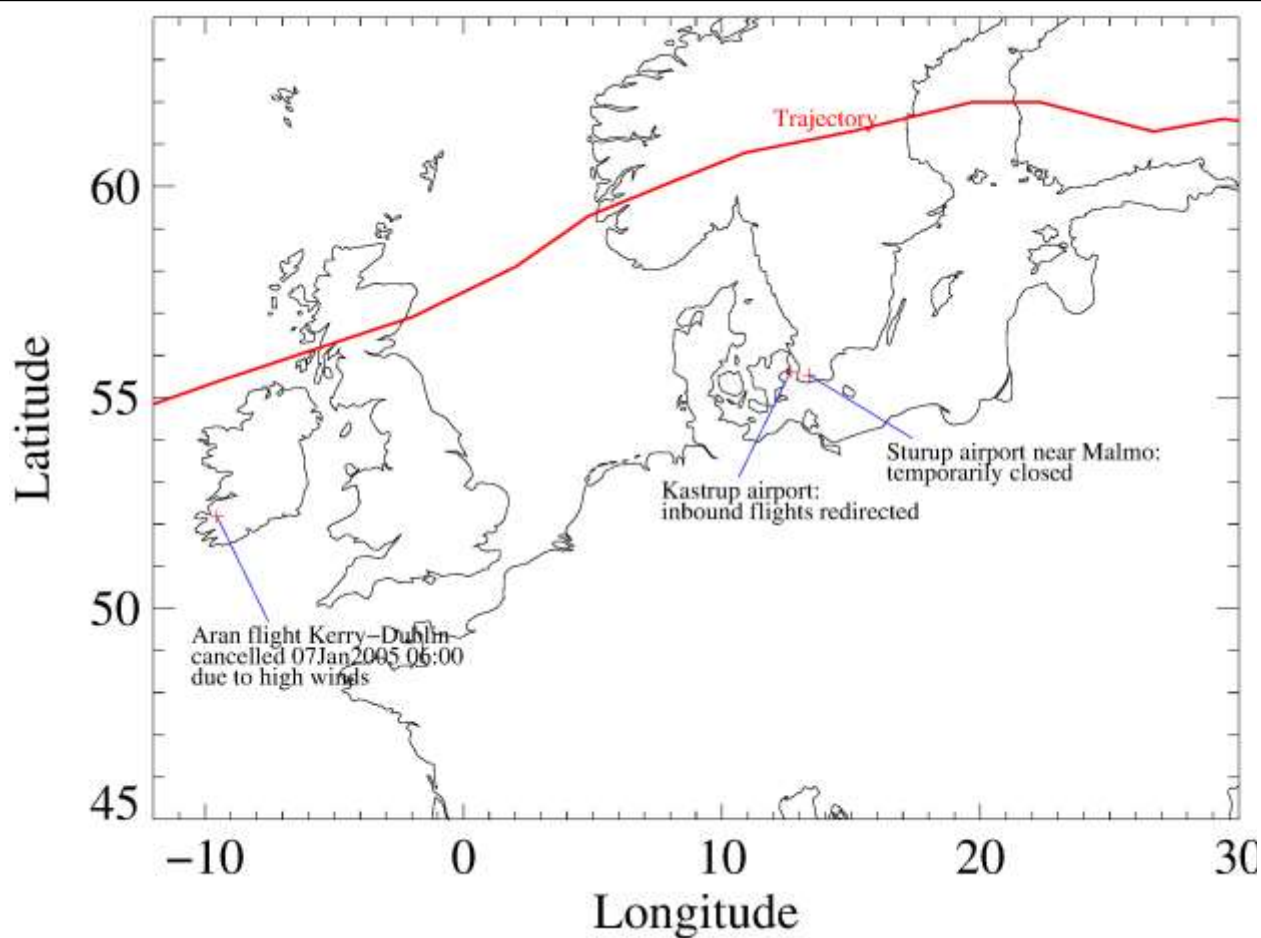 Trajectory
60
55
Latitude
Sturup airport near Malmo:
temporarily closed
Kastrup airport:
inbound flights redirected
50
Aran flight Kerry−Dublin
cancelled 07Jan2005 06:00
due to high winds
45
−10 0 10 20 30
Longitude